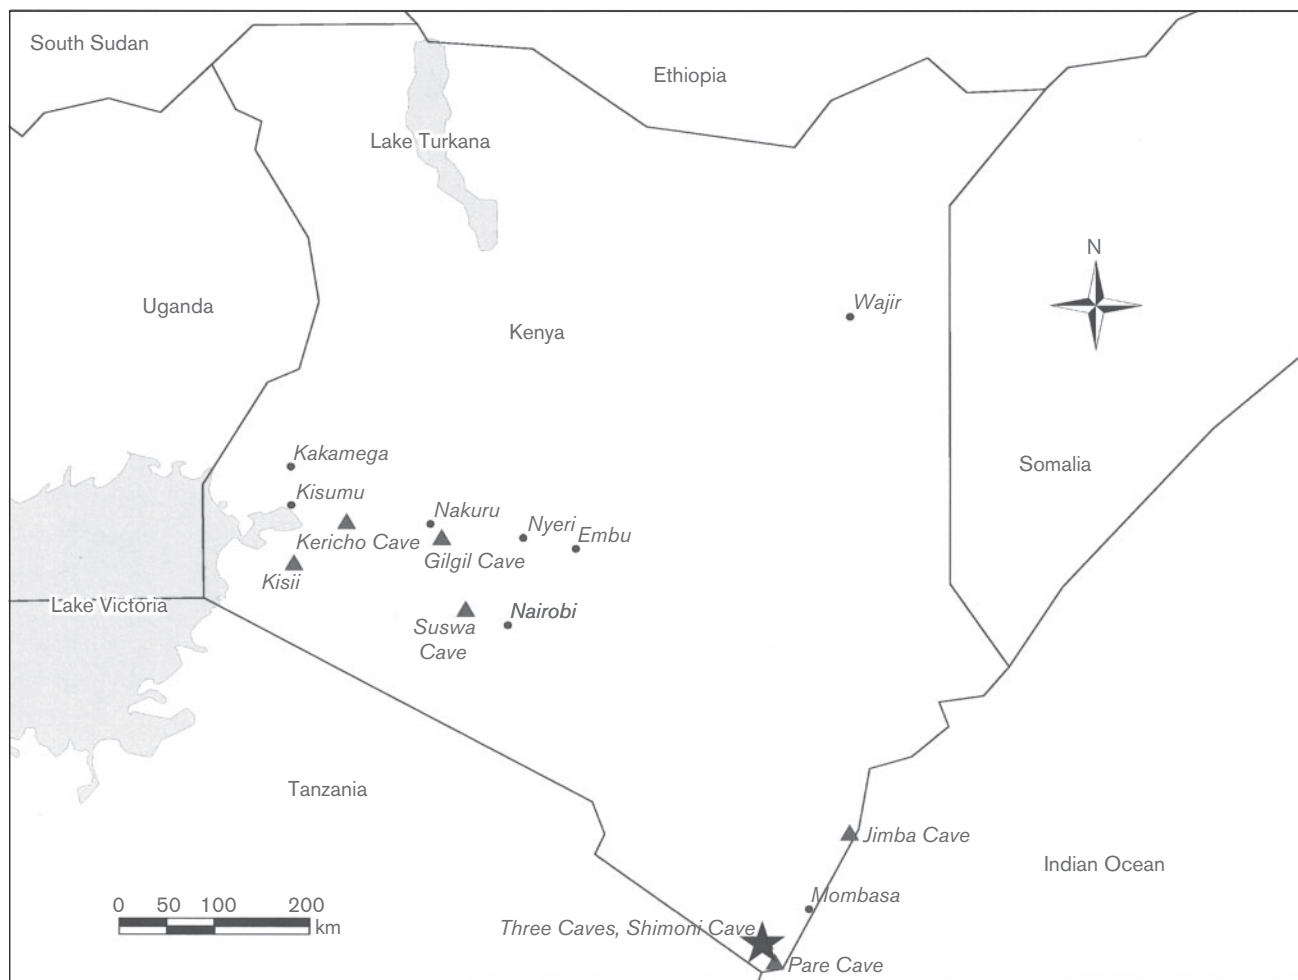 South Sudan
Ethiopia
Lake Turkana
N
Uganda
Wajir
Kenya
Kakamega
Somalia
Kisumu
Nakuru
Nyeri
Embu
Kericho Cave
Gilgil Cave
Kisii
Lake Victoria
Nairobi
Suswa
Cave
Tanzania
Jimba Cave
Indian Ocean
Mombasa
0 50 100 200
km
Three Caves, Shimoni Cave
Pare Cave